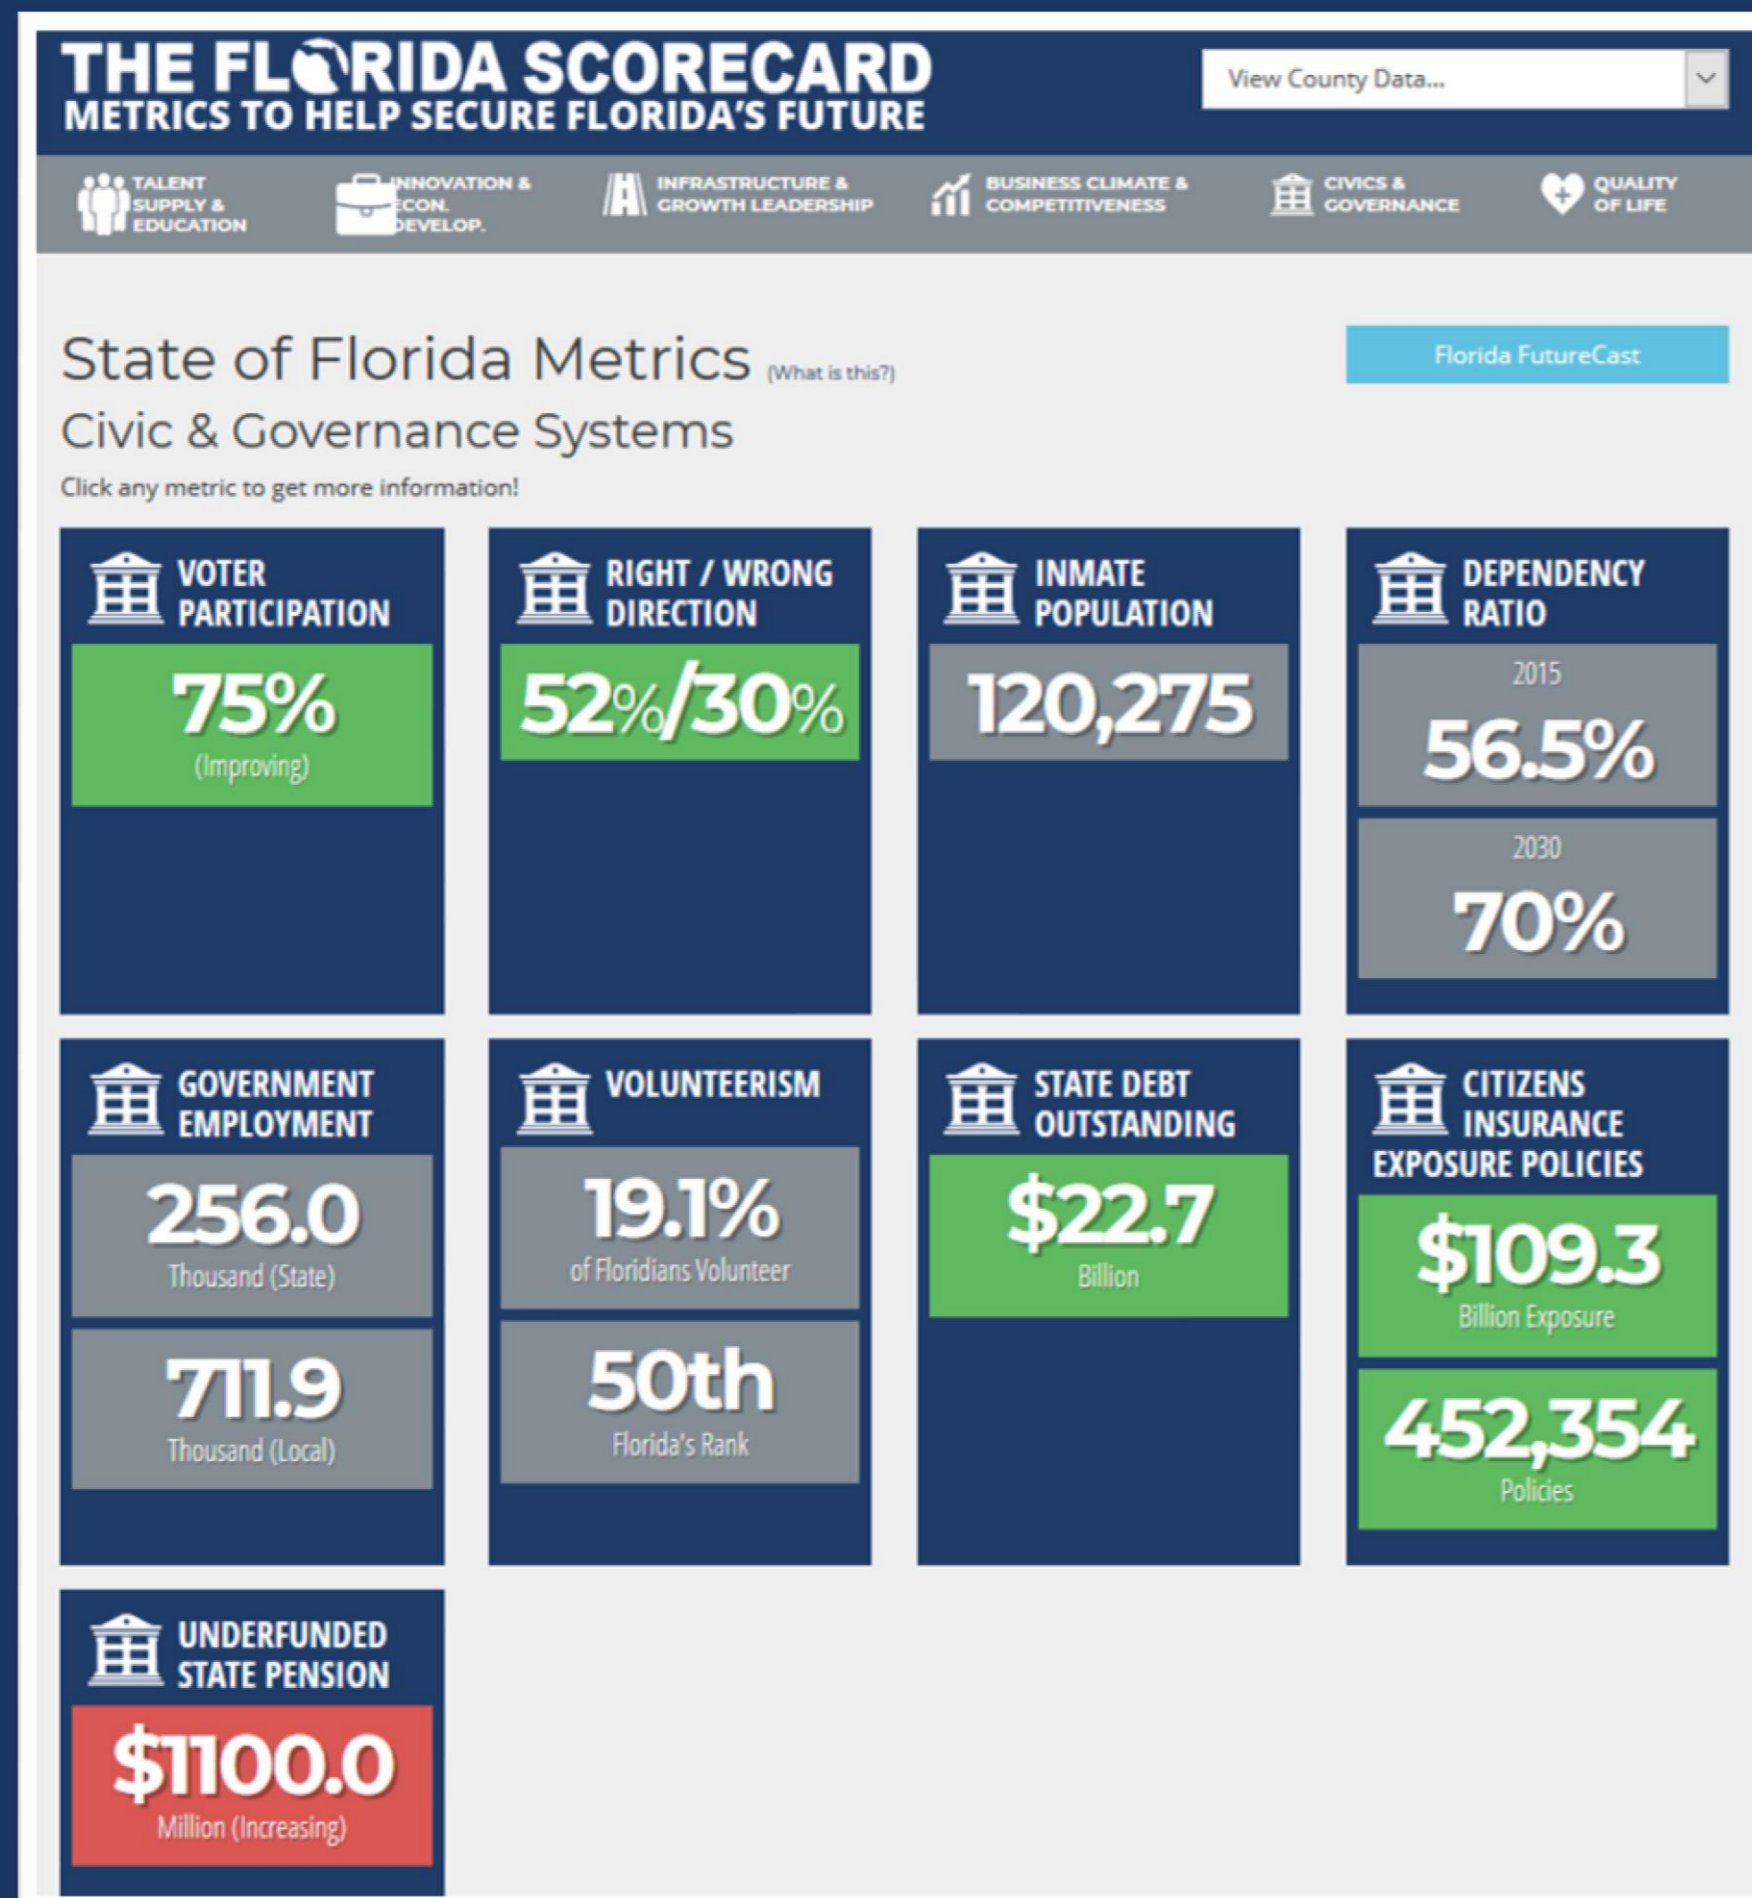 THE FLORIDA SCORECARD
METRICS TO HELP SECURE FLORIDA'S FUTURE
View County Data...
TALENT
SUPPLY &
EDUCATION
INNOVATION &
ECON.
DEVELOP.
INFRASTRUCTURE &
GROWTH LEADERSHIP
BUSINESS CLIMATE &
COMPETITIVENESS
CIVICS &
GOVERNANCE
QUALITY
OF LIFE
State of Florida Metrics (What is this?)
Florida FutureCast
Civic & Governance Systems
Click any metric to get more information!
VOTER
PARTICIPATION
75%
(Improving)
RIGHT / WRONG
DIRECTION
52%/30%
INMATE
POPULATION
120,275
DEPENDENCY
RATIO
2015
56.5%
2030
70%
GOVERNMENT
EMPLOYMENT
256.0
Thousand (State)
711.9
Thousand (Local)
VOLUNTEERISM
19.1%
of Floridians Volunteer
50th
Florida's Rank
STATE DEBT
OUTSTANDING
$22.7
Billion
CITIZENS
INSURANCE
EXPOSURE POLICIES
$109.3
Billion Exposure
452,354
Policies
UNDERFUNDED
STATE PENSION
$1100.0
Million (Increasing)